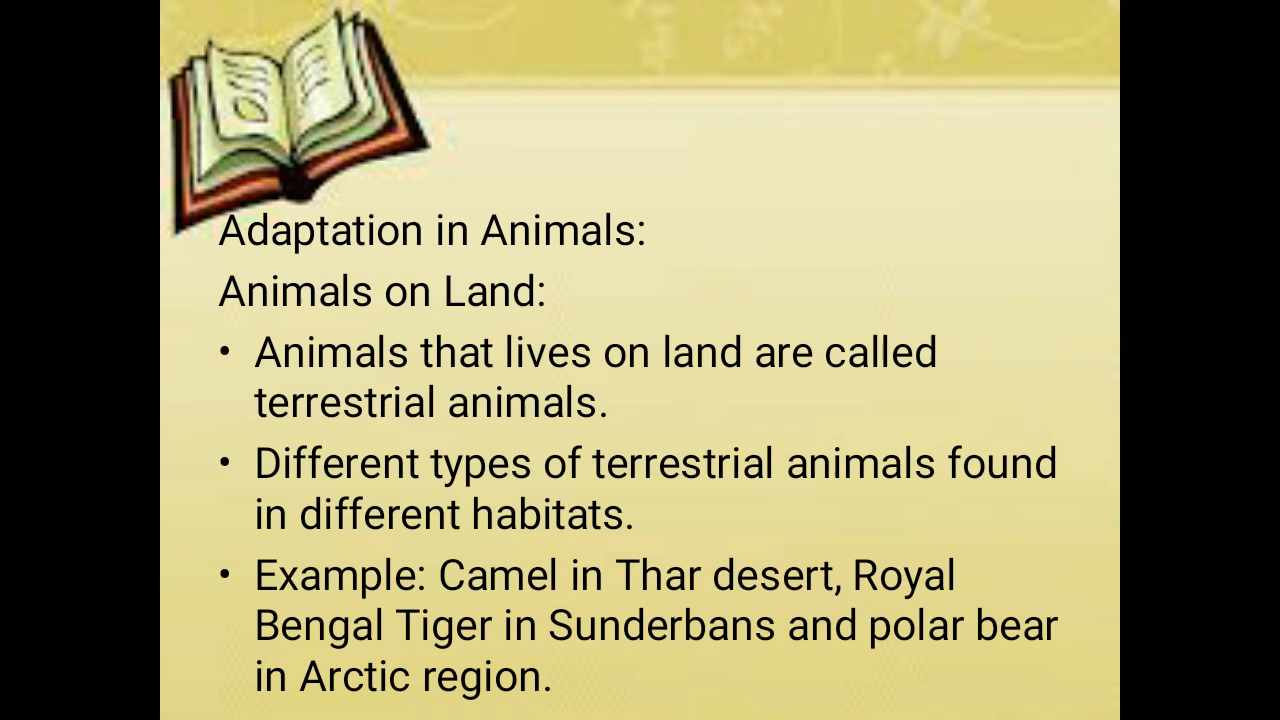 Adaptation in Animals:
Animals on Land:
• Animals that lives on land are called
terrestrial animals.
• Different types of terrestrial animals found
in different habitats.
• Example: Camel in Thar desert, Royal
Bengal Tiger in Sunderbans and polar bear
in Arctic region.